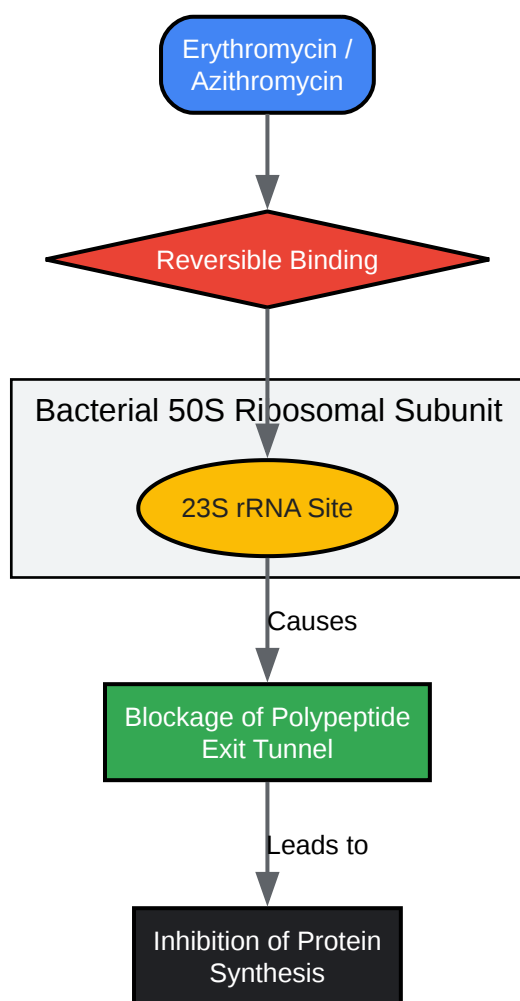 Erythromycin /
Azithromycin
Reversible Binding
Bacterial 50S Riposomal Subunit
23S rRNA Site
Causes
Blockage of Polypeptide
Exit Tunnel
Leads to
Inhibition of Protein
Synthesis